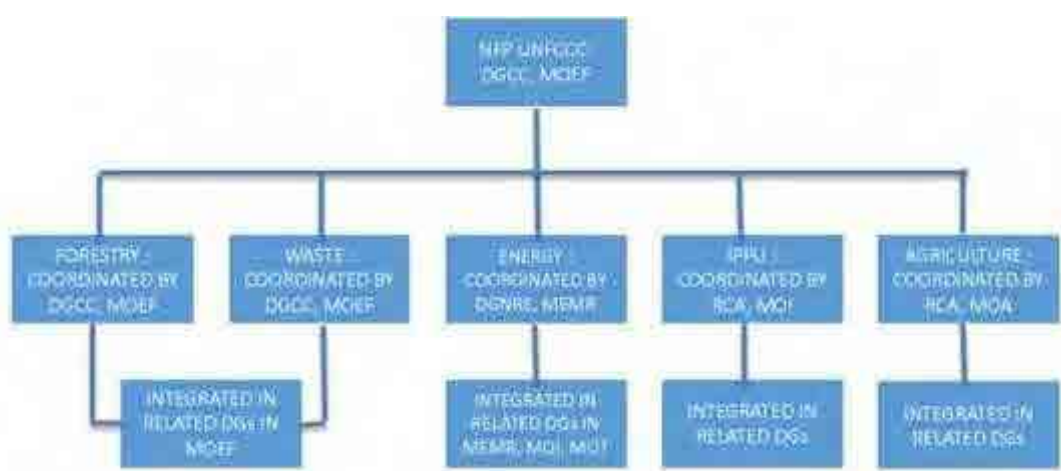 NFP UNFCCC -
DGCC, MOEF
FORESTRY -
COORDINATED BY
DGCC, MOEF
WASTE -
COORDINATED BY
DGCC, MOEF
ENERGY -
COORDINATED BY
DGNRE, MEMR
IPPU -
COORDINATED BY
RCA, MOI
AGRICULTURE -
COORDINATED BY
RCA, MOA
INTEGRATED IN
RELATED DGs IN
MOEF
INTEGRATED IN
RELATED DGs IN
MEMR, MOI, MOT
INTEGRATED IN
RELATED DGs
INTEGRATED IN
RELATED DGs